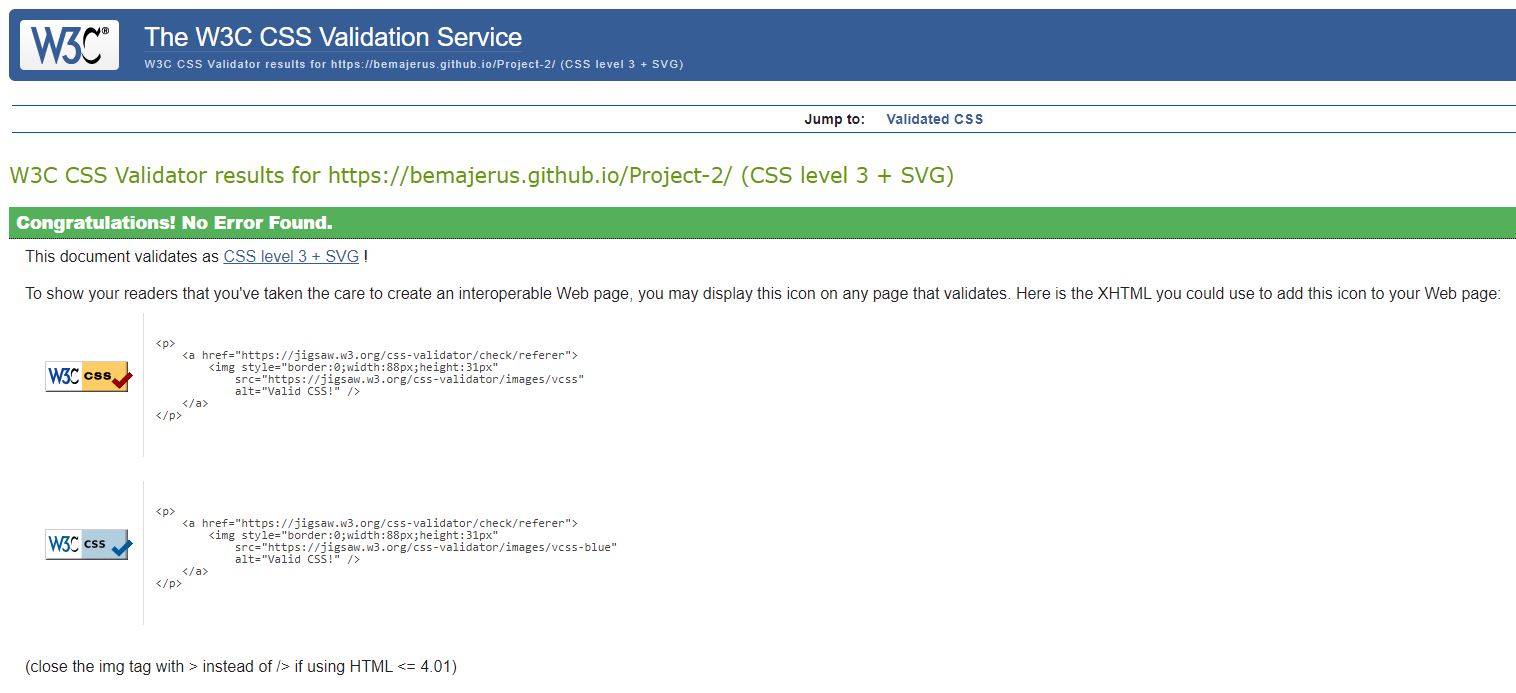 W3C®
The W3C CSS Validation Service
W3C CSS Validator results for https://bemajerus.github.io/Project-2/ (CSS level 3 + SVG)
Jump to: Validated CSS
W3C CSS Validator results for https://bemajerus.github.io/Project-2/ (CSS level 3 + SVG)
Congratulations! No Error Found.
This document validates as CSS level 3 + SVG !
To show your readers that you've taken the care to create an interoperable Web page, you may display this icon on any page that validates. Here is the XHTML you could use to add this icon to your Web page:
W3C css
<p>
<a href="https://jigsaw.w3.org/css-validator/check/referer">
<img style="border:0;width:88px;height:31px"
src="https://jigsaw.w3.org/css-validator/images/vcss"
alt="Valid CSS!" />
</a>
</p>
W3C css
<p>
<a href="https://jigsaw.w3.org/css-validator/check/referer">
<img style="border:0;width:88px;height:31px"
src="https://jigsaw.w3.org/css-validator/images/vcss-blue"
alt="Valid CSS!" />
</a>
</p>
(close the img tag with > instead of /> if using HTML <= 4.01)